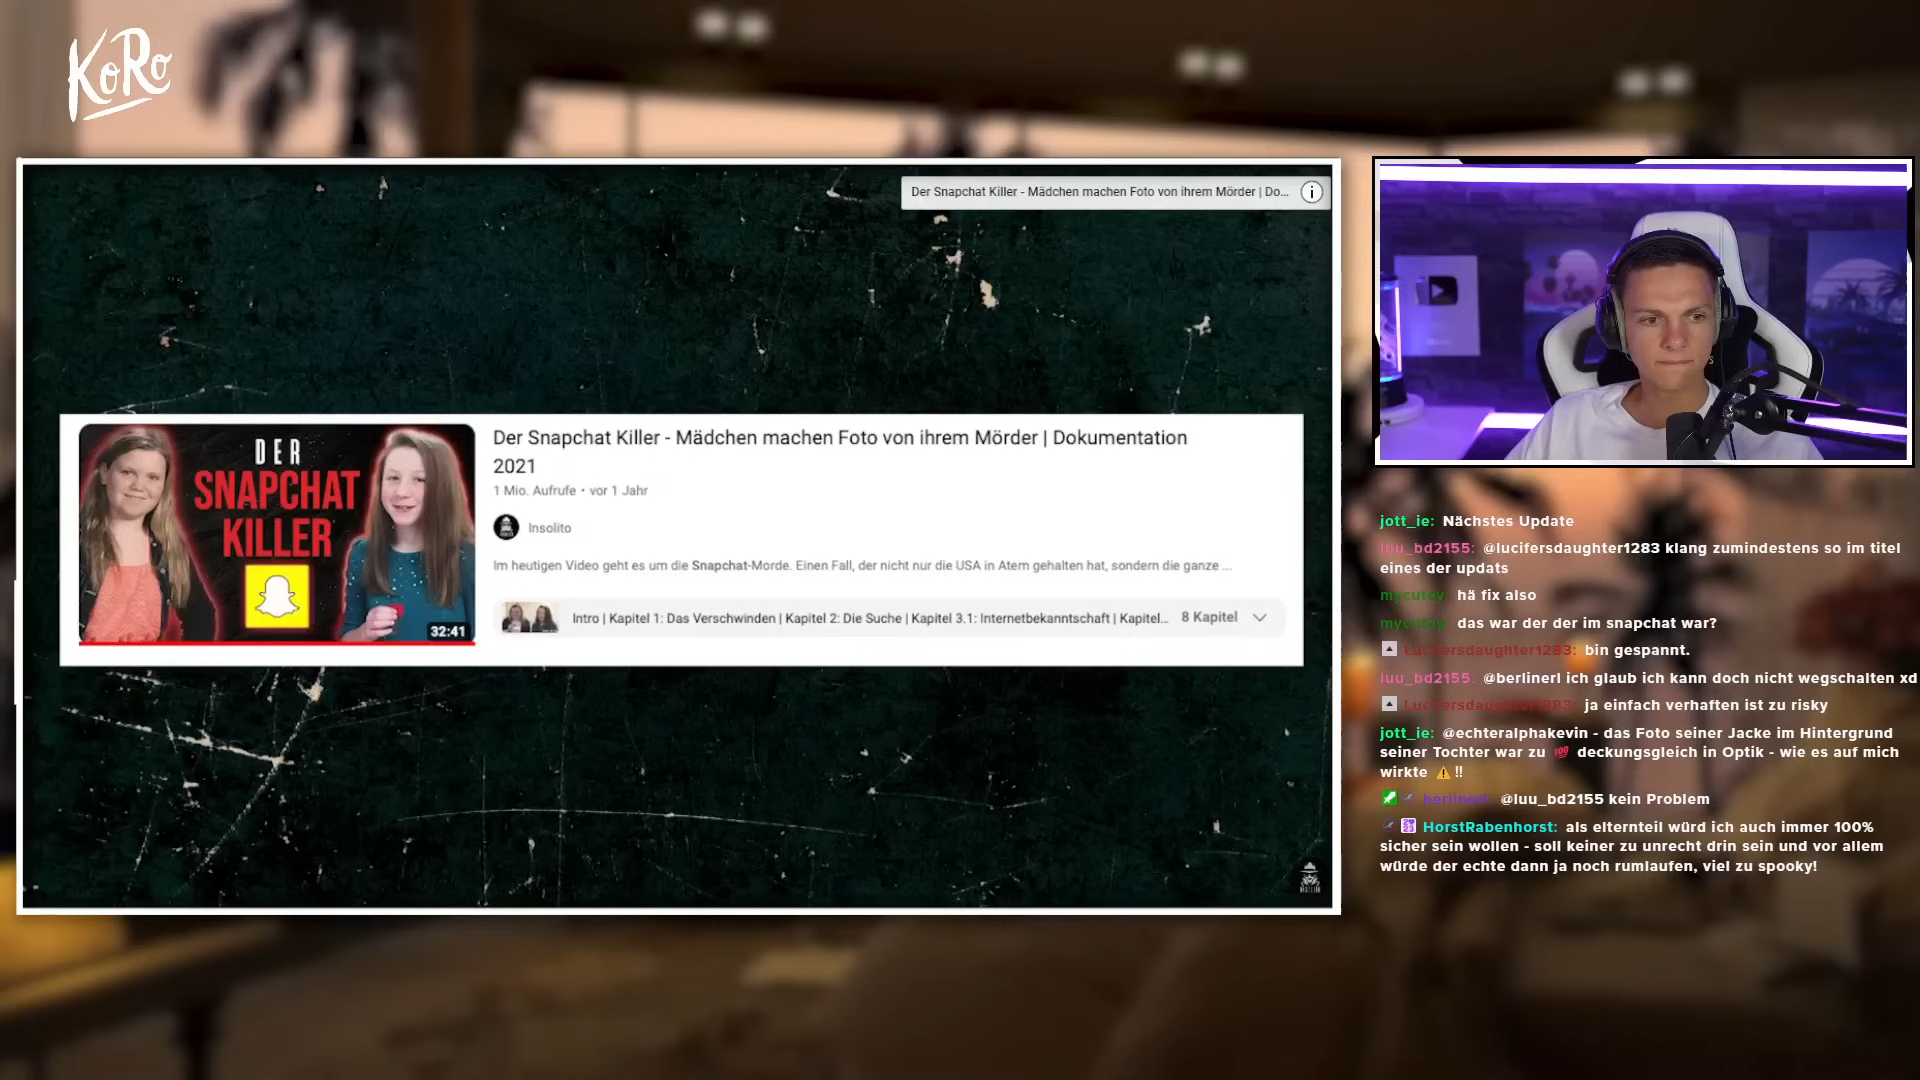 KoRo
Der Snapchat Killer - Mädchen machen Foto von ihrem Mörder | Do...
DER
SNAPCHAT
KILLER
32:41
Der Snapchat Killer - Mädchen machen Foto von ihrem Mörder | Dokumentation
2021
1 Mio. Aufrufe • vor 1 Jahr
Insolito
Im heutigen Video geht es um die Snapchat-Morde. Einen Fall, der nicht nur die USA in Atem gehalten hat, sondern die ganze ...
Intro | Kapitel 1: Das Verschwinden | Kapitel 2: Die Suche | Kapitel 3.1: Internetbekanntschaft | Kapitel...
8 Kapitel
jott_ie: Nächstes Update
luu_bd2155: @lucifersdaughter1283 klang zumindestens so im titel
eines der updats
mycutey: hä fix also
mycutey: das war der der im snapchat war?
Lucifersdaughter1283: bin gespannt.
luu_bd2155: @berlinerl ich glaub ich kann doch nicht wegschalten xd
Lucifersdaughter1283: ja einfach verhaften ist zu risky
jott_ie: @echteralphakevin - das Foto seiner Jacke im Hintergrund
seiner Tochter war zu 💯 deckungsgleich in Optik - wie es auf mich
wirkte ⚠️ !!
berlinerl: @luu_bd2155 kein Problem
HorstRabenhorst: als elternteil würd ich auch immer 100%
sicher sein wollen - soll keiner zu unrecht drin sein und vor allem
würde der echte dann ja noch rumlaufen, viel zu spooky!